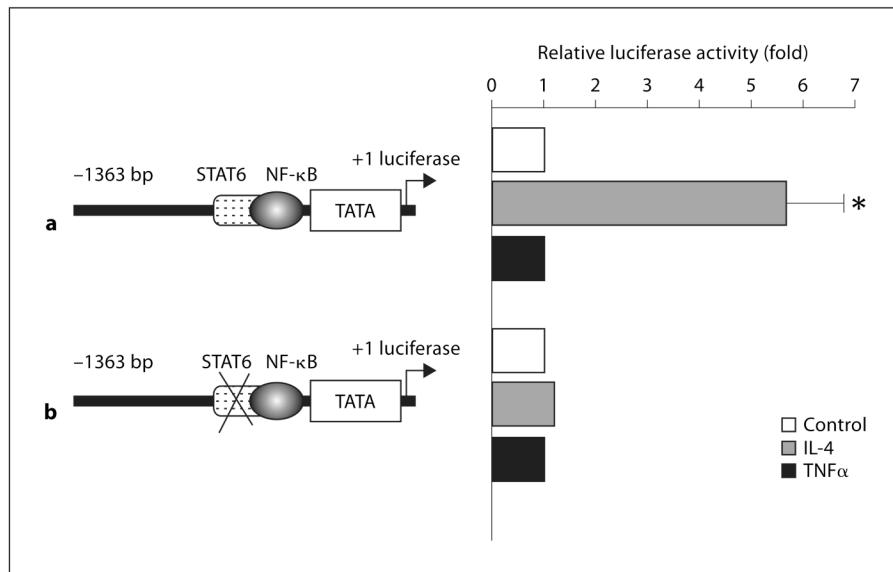 Relative luciferase activity (fold)
0 1 2 3 4 5 6 7
+1 luciferase
–1363 bp STAT6 NF-κB
TATA
*
a
+1 luciferase
–1363 bp STAT6 NF-κB
TATA
b
Control
IL-4
TNFα